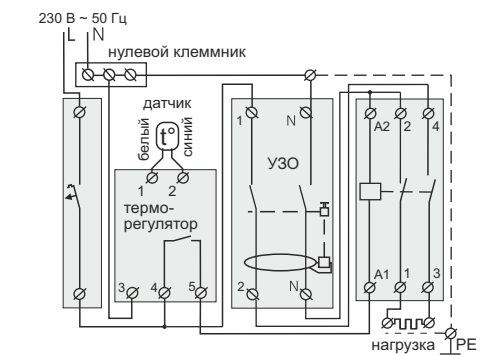 230 В ~ 50 Гц
L N
нулевой клеммник
датчик
белый
синий
t°
1 2
термо-
регулятор
3 4 5
1 N
УЗО
2 N
A2 2 4
A1 1 3
нагрузка
PE